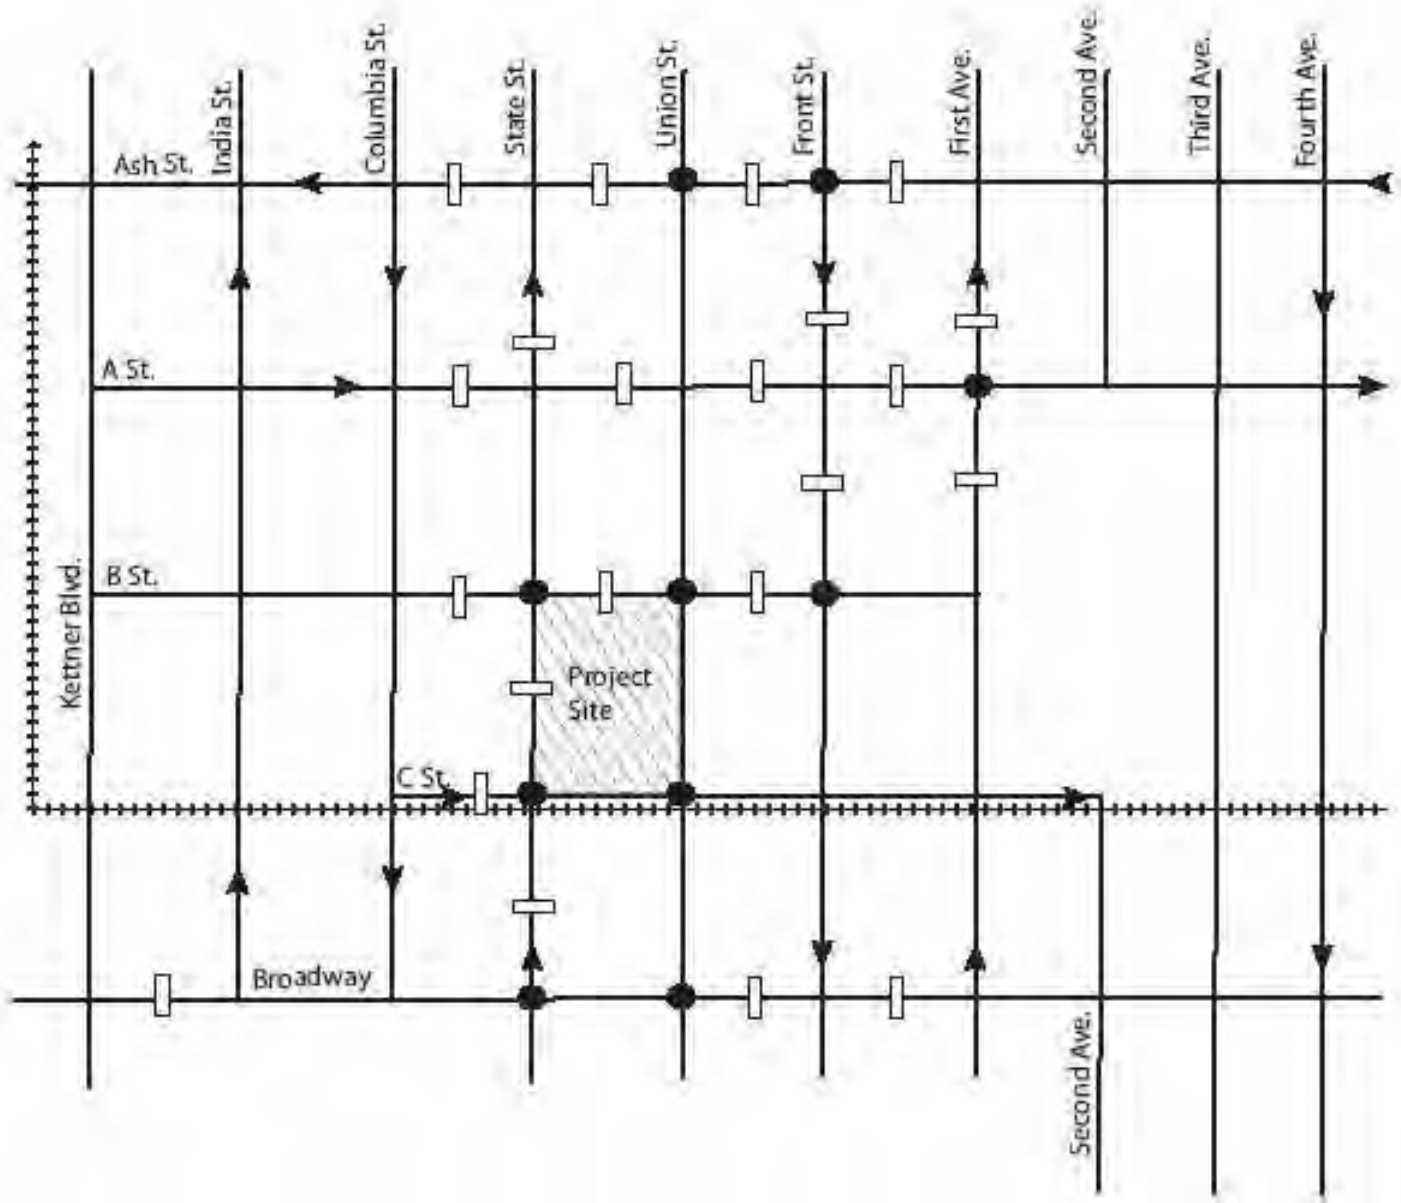 India St.
Columbia St.
State St.
Union St.
Front St.
First Ave.
Second Ave.
Third Ave.
Fourth Ave.
Ash St.
A St.
B St.
Kettner Blvd.
Project
Site
C St.
Broadway
Second Ave.